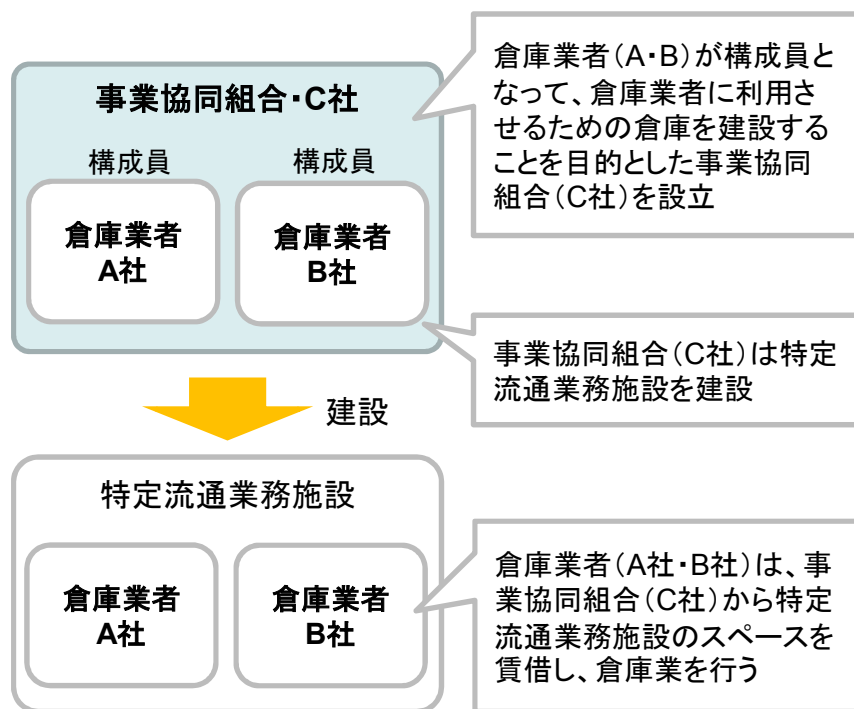 事業協同組合・C社
構成員
構成員
倉庫業者
A社
倉庫業者
B社
倉庫業者（A・B）が構成員と
なって、倉庫業者に利用さ
せるための倉庫を建設する
ことを目的とした事業協同
組合（C社）を設立
事業協同組合（C社）は特定
流通業務施設を建設
建設
特定流通業務施設
倉庫業者
A社
倉庫業者
B社
倉庫業者（A社・B社）は、事
業協同組合（C社）から特定
流通業務施設のスペースを
賃借し、倉庫業を行う